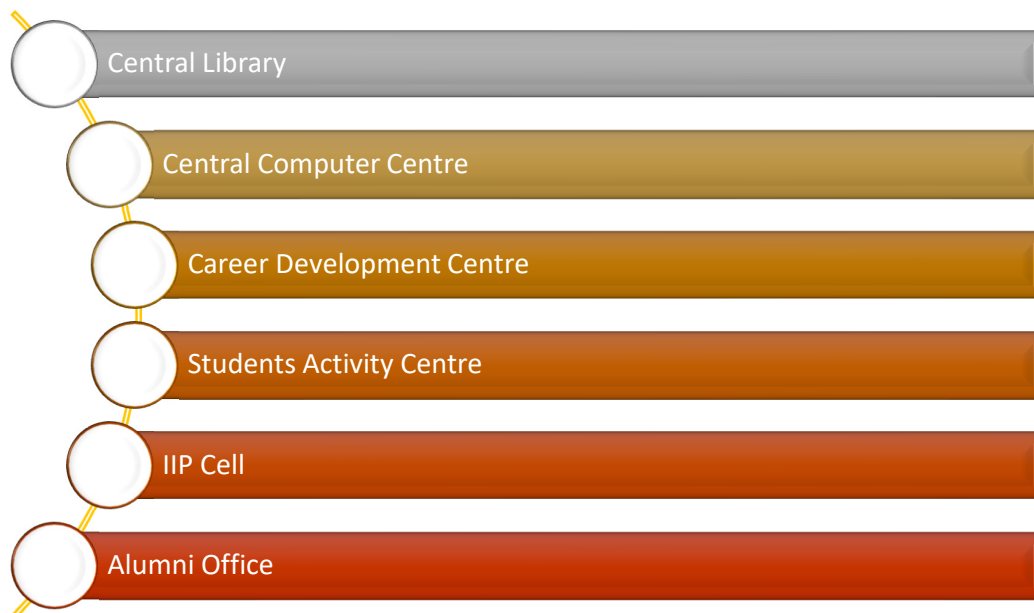 Central Library
Central Computer Centre
Career Development Centre
Students Activity Centre
IIP Cell
Alumni Office